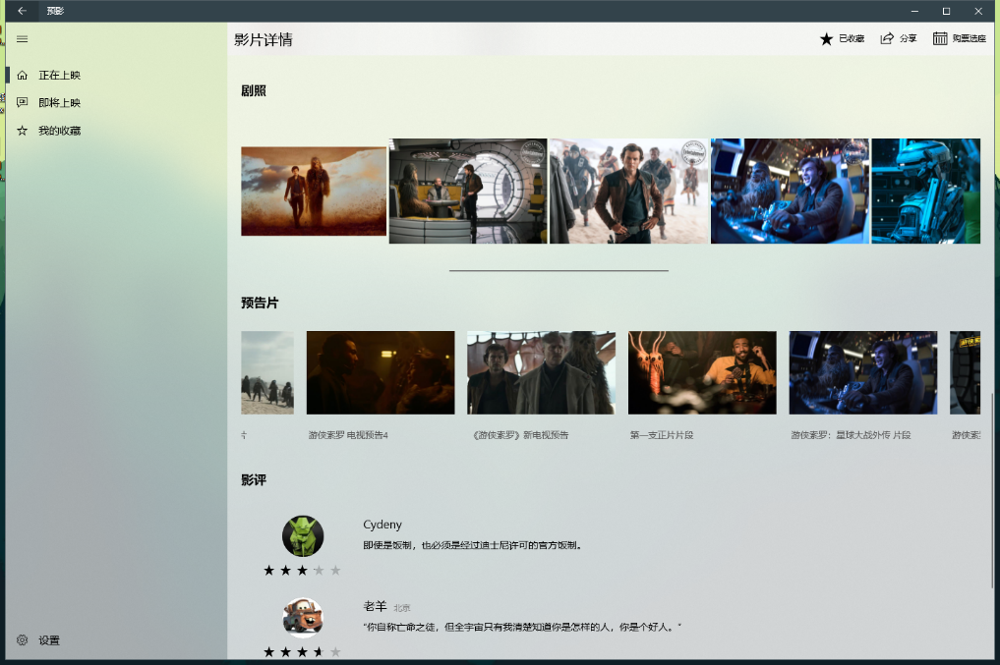 预影
影片详情
已收藏
分享
购票选座
正在上映
即将上映
我的收藏
剧照
预告片
片
游侠索罗 电视预告4
《游侠索罗》新电视预告
第一支正片片段
游侠索罗：星球大战外传 片段
游侠索
影评
Cydeny
即使是饭制，也必须是经过迪士尼许可的官方饭制。
老羊 北京
“你自称亡命之徒，但全宇宙只有我清楚知道你是怎样的人，你是个好人。”
设置